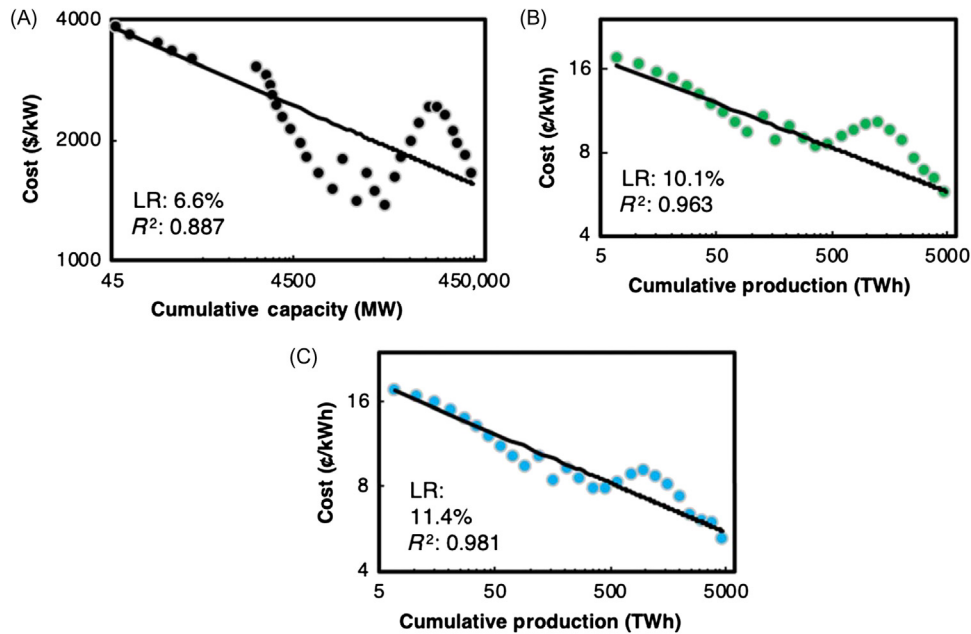 (A)
4000
2000
1000
Cost ($/kW)
LR: 6.6%
R²: 0.887
45
4500
450,000
Cumulative capacity (MW)
(B)
16
8
4
Cost (¢/kWh)
LR: 10.1%
R²: 0.963
5
50
500
5000
Cumulative production (TWh)
(C)
16
8
4
Cost (¢/kWh)
LR:
11.4%
R²: 0.981
5
50
500
5000
Cumulative production (TWh)